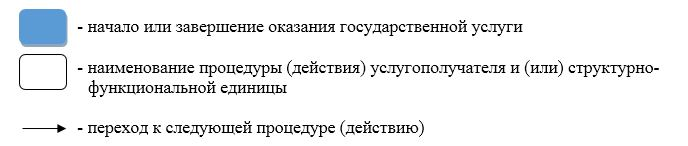 - начало или завершение оказания государственной услуги
- наименование процедуры (действия) услугополучателя и (или) структурно-
функциональной единицы
- переход к следующей процедуре (действию)